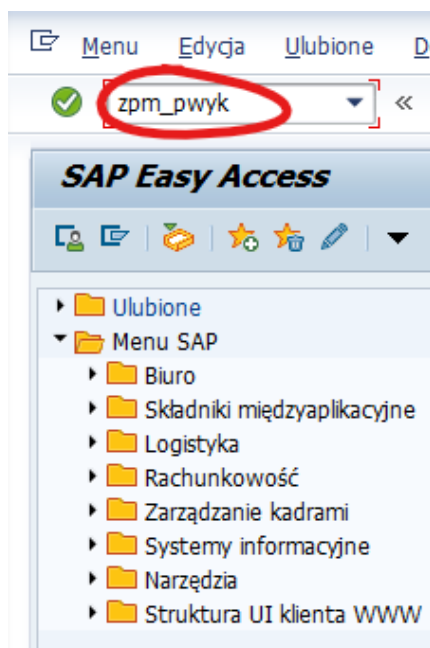 Menu Edycja Ulubione D
zpm_pwyk
SAP Easy Access
Ulubione
Menu SAP
Biuro
Składniki międzyaplikacyjne
Logistyka
Rachunkowość
Zarządzanie kadrami
Systemy informacyjne
Narzędzia
Struktura UI klienta WWW